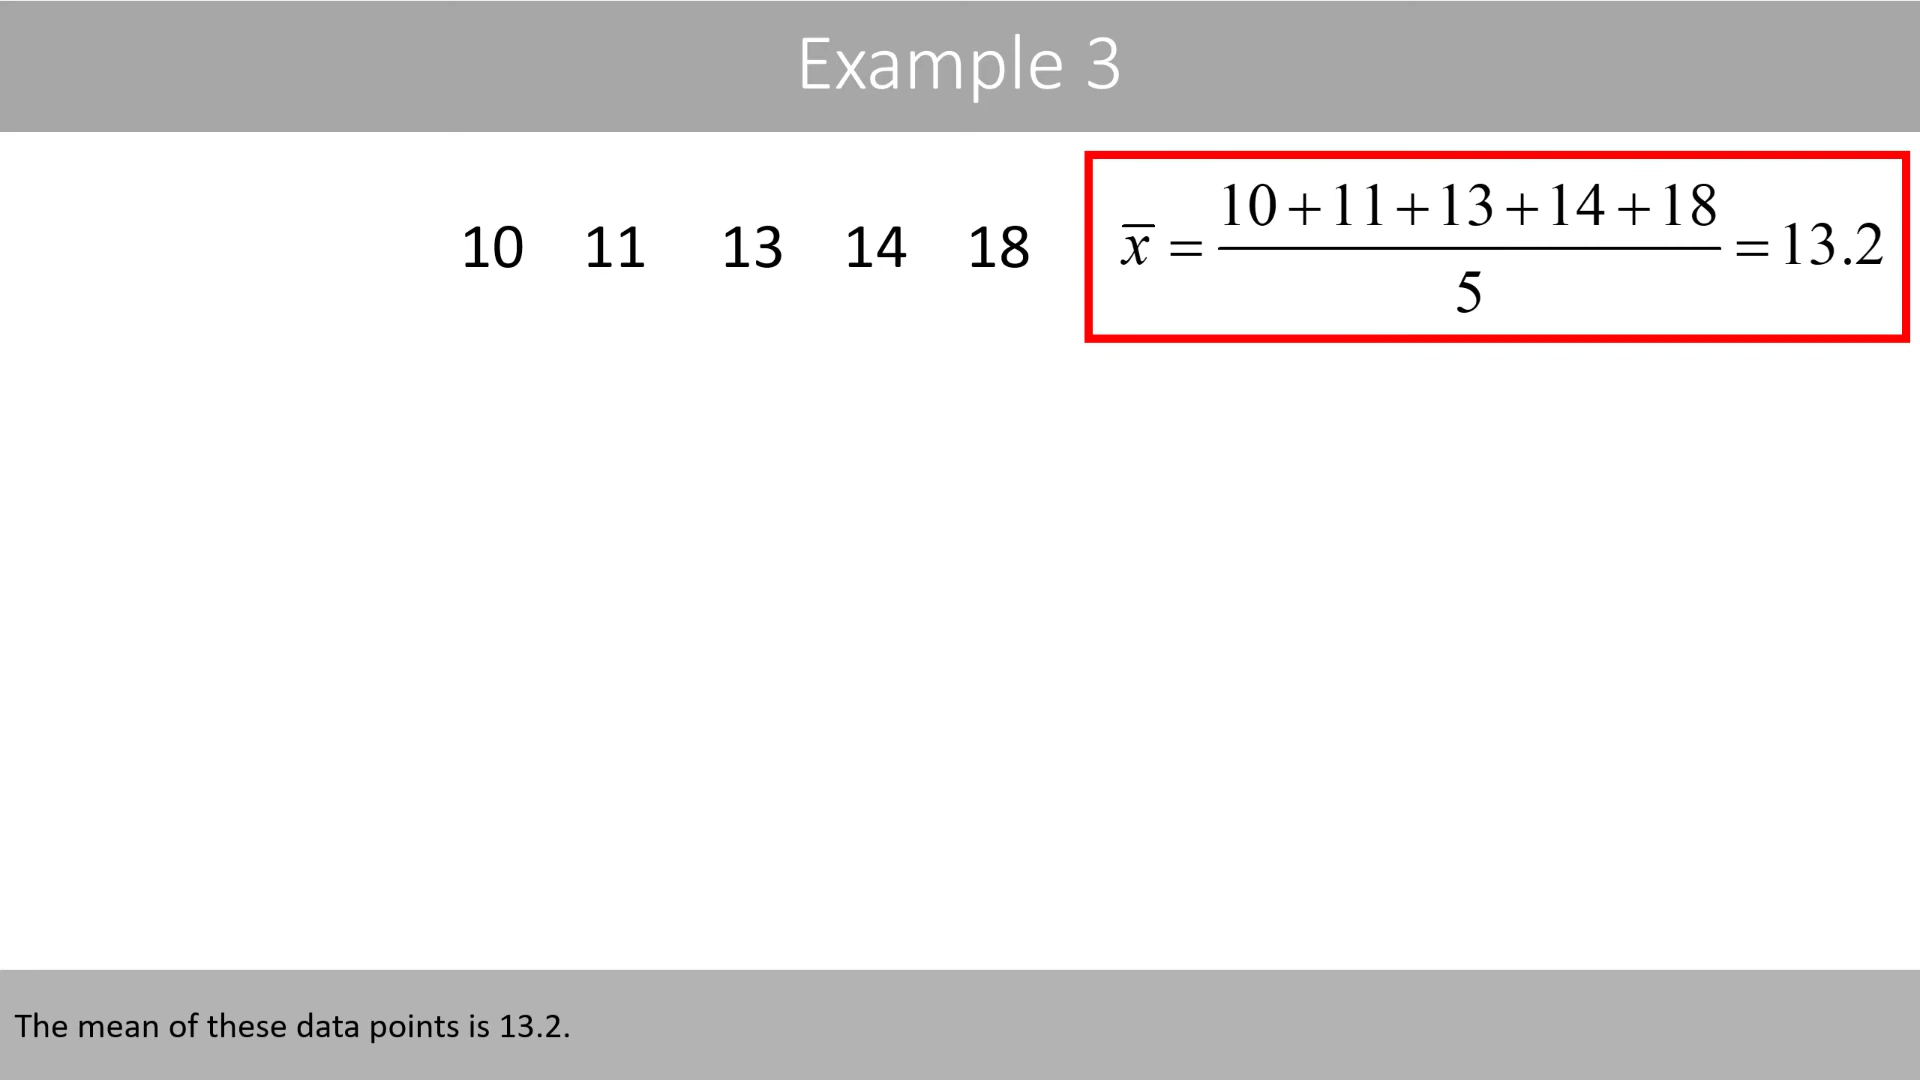 Example 3
10 11 13 14 18
x̅ = (10+11+13+14+18)/5 = 13.2
The mean of these data points is 13.2.